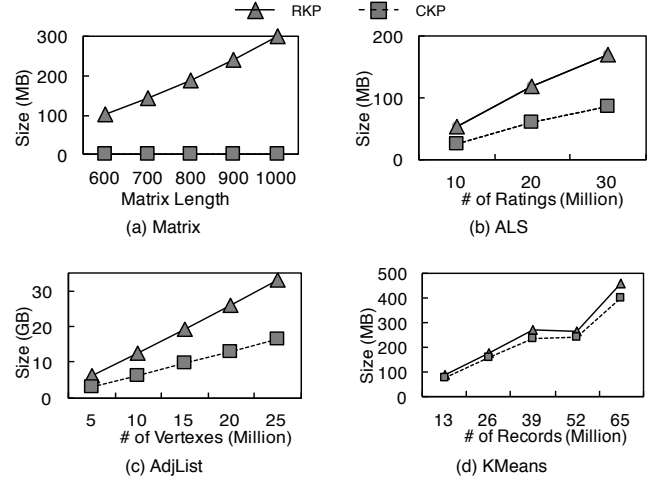 RKP CKP
300
200
100
0
Size (MB)
600 700 800 900 1000
Matrix Length
(a) Matrix
200
100
0
Size (MB)
10 20 30
# of Ratings (Million)
(b) ALS
30
20
10
0
Size (GB)
5 10 15 20 25
# of Vertexes (Million)
(c) AdjList
500
400
300
200
100
0
Size (MB)
13 26 39 52 65
# of Records (Million)
(d) KMeans